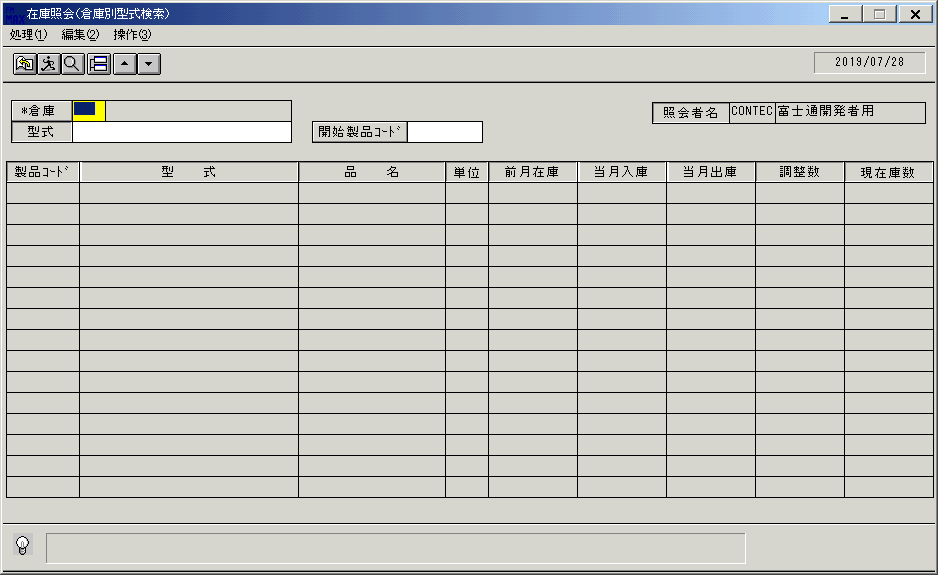 在庫照会(倉庫別型式検索)
処理(1) 編集(2) 操作(3)
2019/07/28
*倉庫
照会者名 CONTEC 富士通開発者用
型式 開始製品ｺｰﾄﾞ
製品ｺｰﾄﾞ 型 式 品 名 単位 前月在庫 当月入庫 当月出庫 調整数 現在庫数